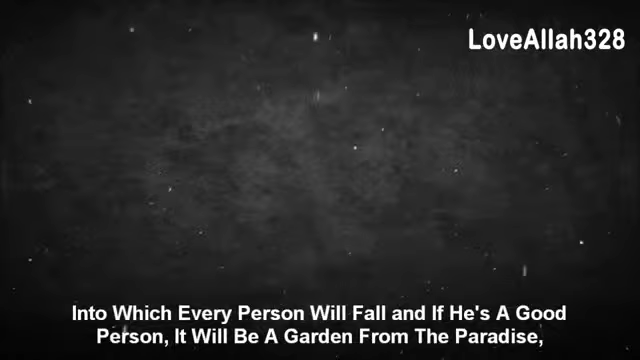 LoveAllah328
Into Which Every Person Will Fall and If He's A Good
Person, It Will Be A Garden From The Paradise,